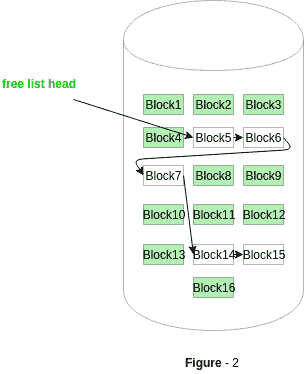 free list head
Block1 Block2 Block3
Block4 Block5 Block6
Block7 Block8 Block9
Block10 Block11 Block12
Block13 Block14 Block15
Block16
Figure - 2